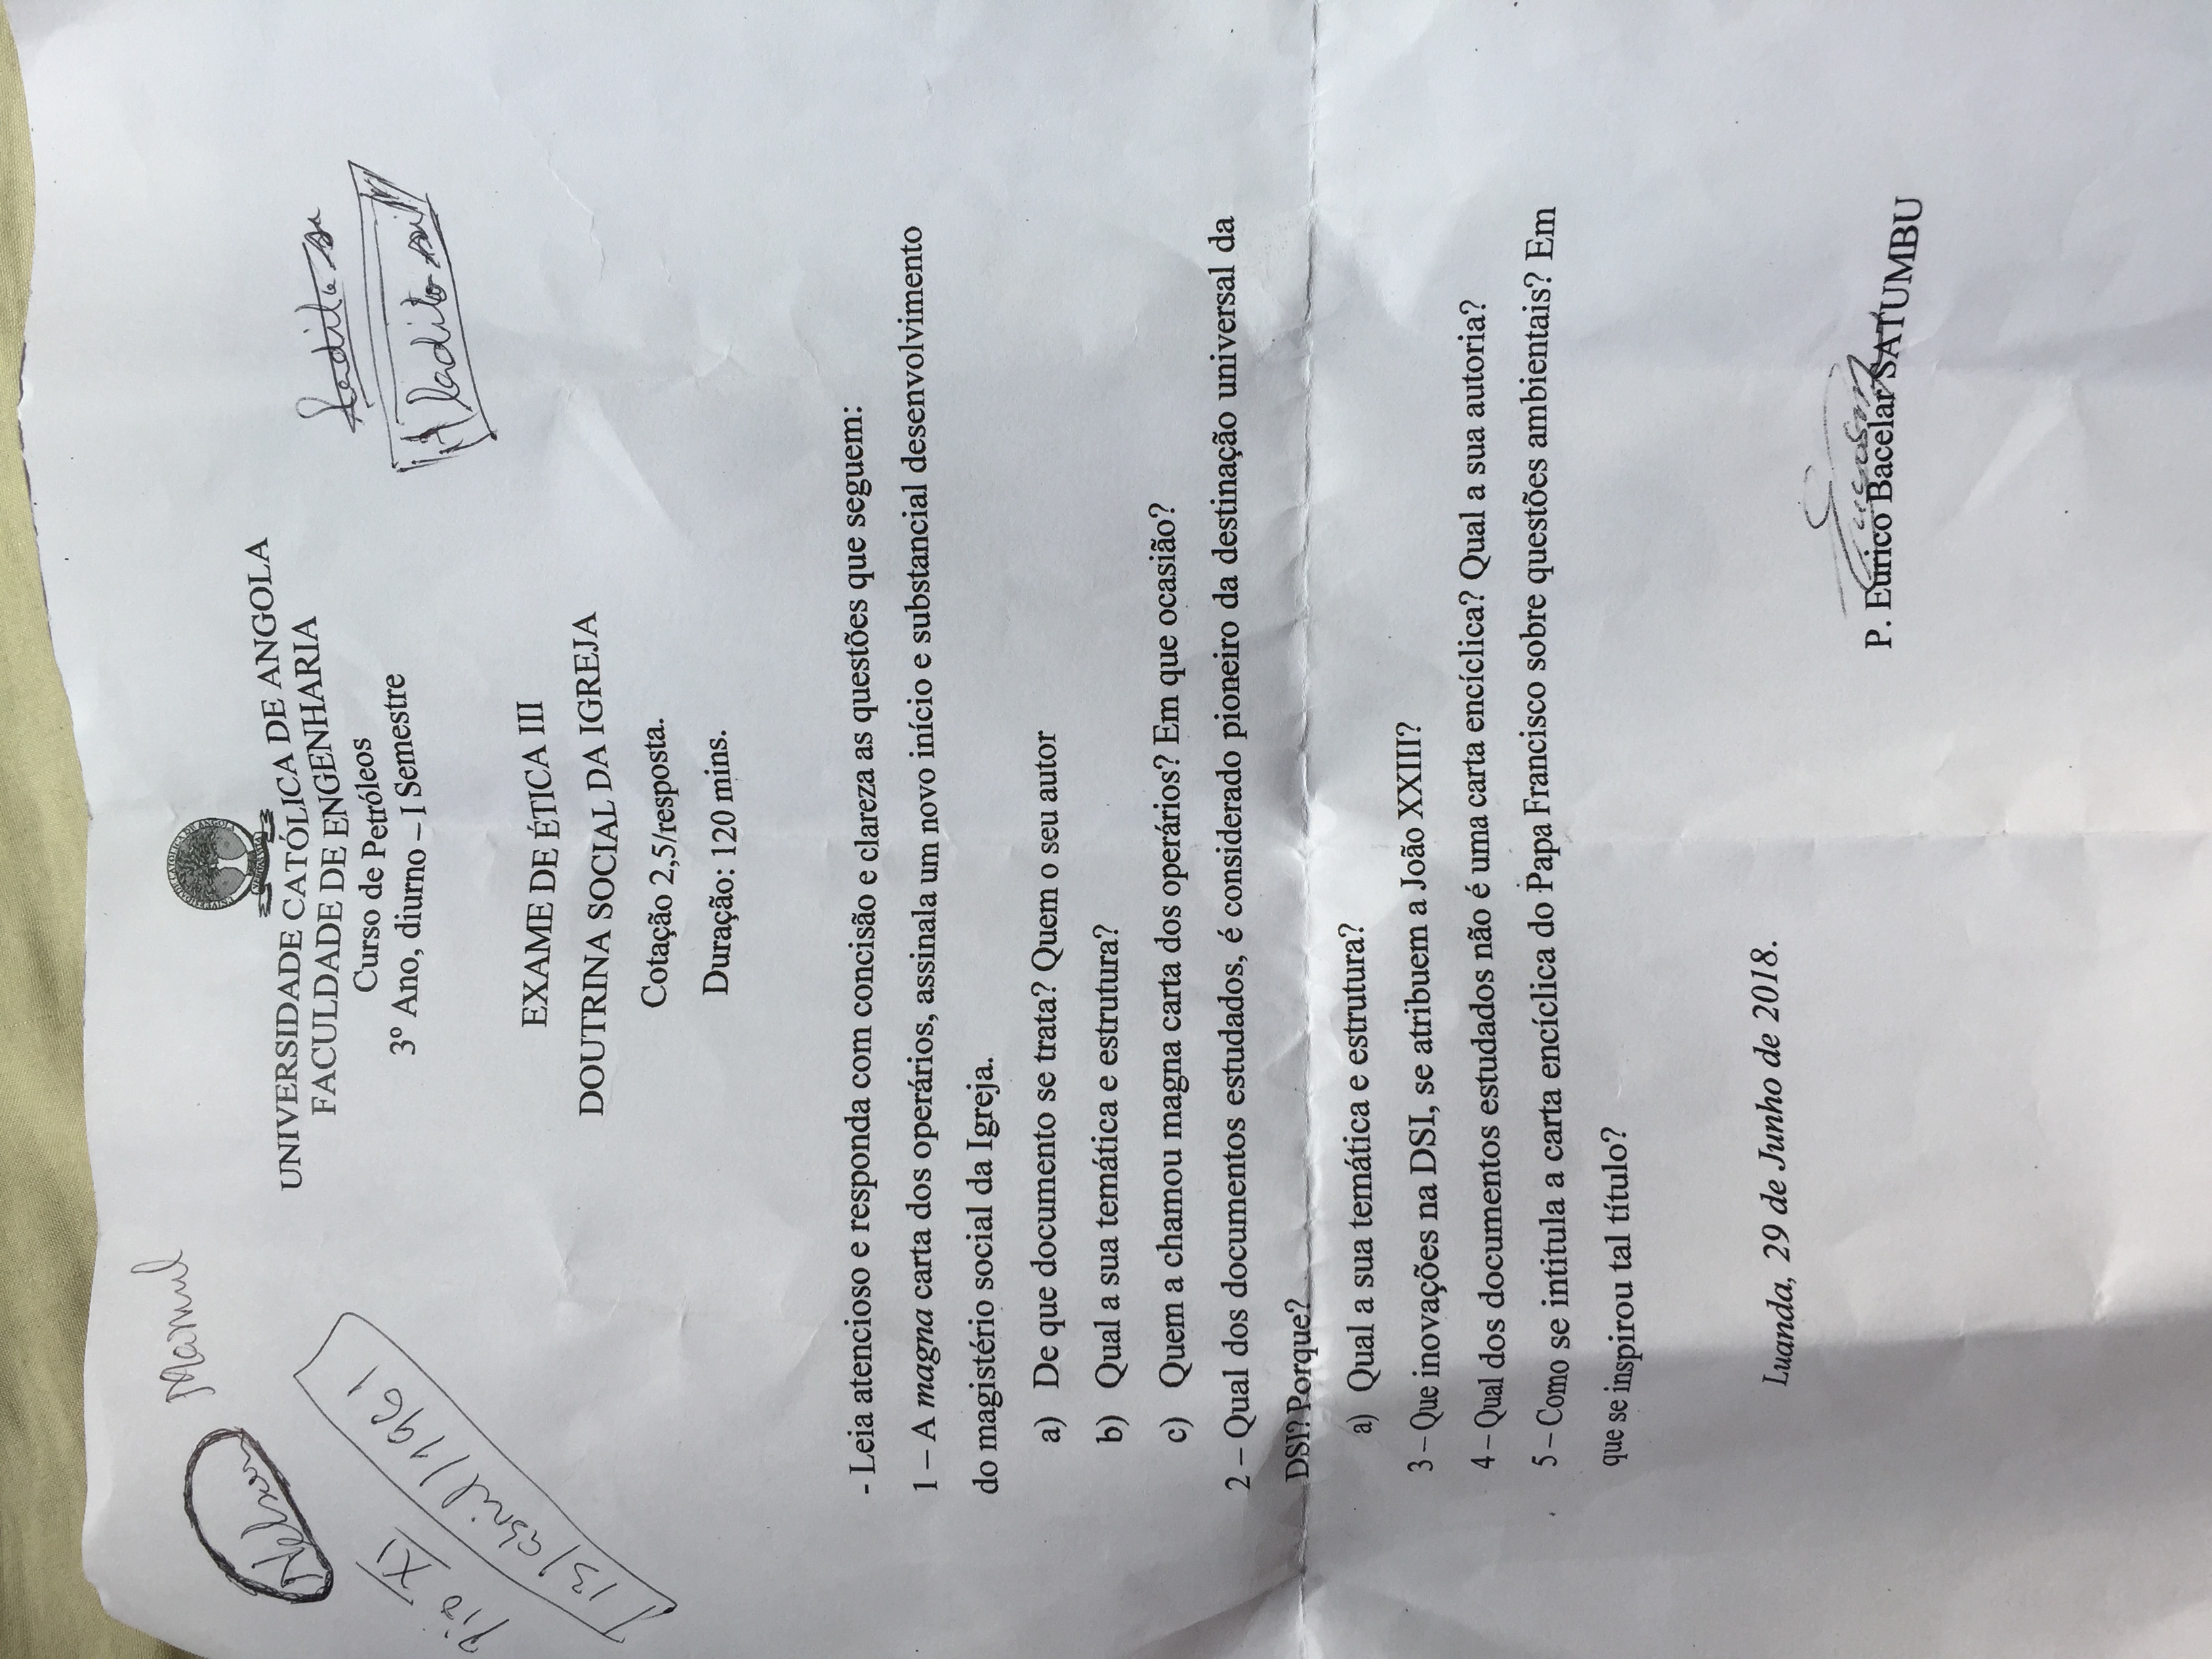 Manuel
Nelson
Pio XI
13/abril/1961
UNIVERSIDADE CATÓLICA DE ANGOLA
VERITAS VITA
UNIVERSIDADE CATÓLICA DE ANGOLA
FACULDADE DE ENGENHARIA
Curso de Petróleos
3º Ano, diurno – I Semestre
ladito si
EXAME DE ÉTICA III
DOUTRINA SOCIAL DA IGREJA
Cotação 2,5/resposta.
Duração: 120 mins.
- Leia atencioso e responda com concisão e clareza as questões que seguem:
1 – A magna carta dos operários, assinala um novo início e substancial desenvolvimento
do magistério social da Igreja.
a) De que documento se trata? Quem o seu autor
b) Qual a sua temática e estrutura?
c) Quem a chamou magna carta dos operários? Em que ocasião?
2 – Qual dos documentos estudados, é considerado pioneiro da destinação universal da
DSI? Porque?
a) Qual a sua temática e estrutura?
3 – Que inovações na DSI, se atribuem a João XXIII?
4 – Qual dos documentos estudados não é uma carta encíclica? Qual a sua autoria?
5 – Como se intitula a carta encíclica do Papa Francisco sobre questões ambientais? Em
que se inspirou tal título?
Luanda, 29 de Junho de 2018.
P. Eurico Bacelar SATUMBU